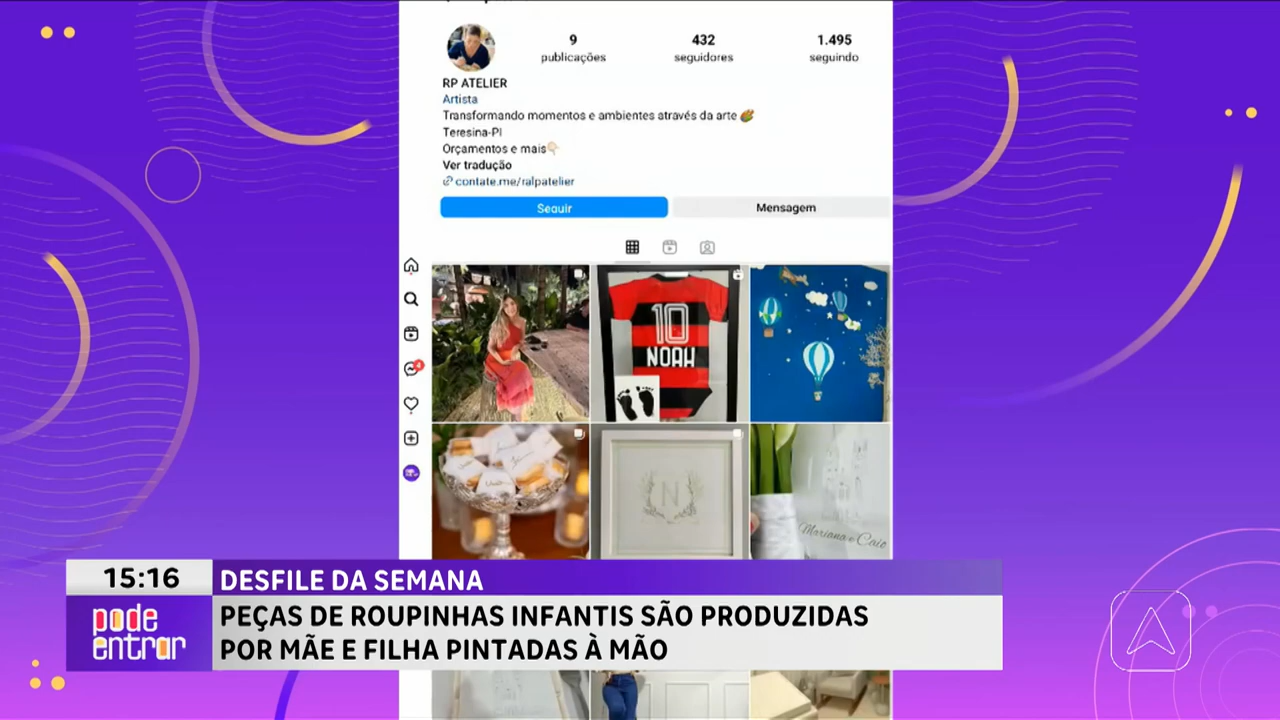 9
432
1.495
publicações
seguidores
seguindo
RP ATELIER
Artista
Transformando momentos e ambientes através da arte
Teresina-PI
Orçamentos e mais
Ver tradução
contate.me/ralpatelier
Seguir
Mensagem
4
10
NOAH
N
Mariana e Caio
15:16
DESFILE DA SEMANA
pode
entrar
PEÇAS DE ROUPINHAS INFANTIS SÃO PRODUZIDAS
POR MÃE E FILHA PINTADAS À MÃO